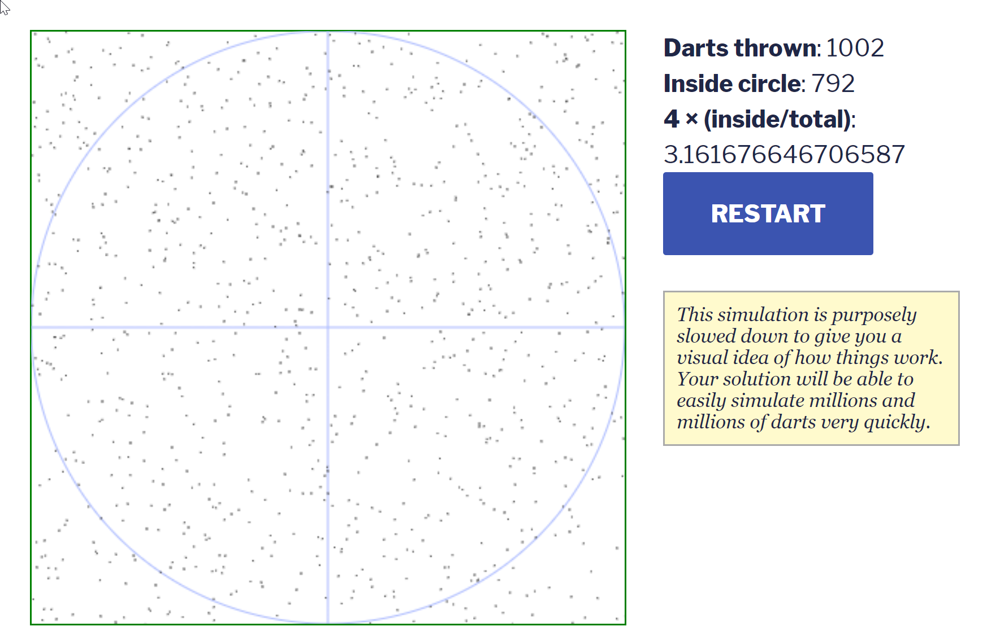 Darts thrown: 1002
Inside circle: 792
4 × (inside/total):
3.161676646706587
RESTART
This simulation is purposely
slowed down to give you a
visual idea of how things work.
Your solution will be able to
easily simulate millions and
millions of darts very quickly.